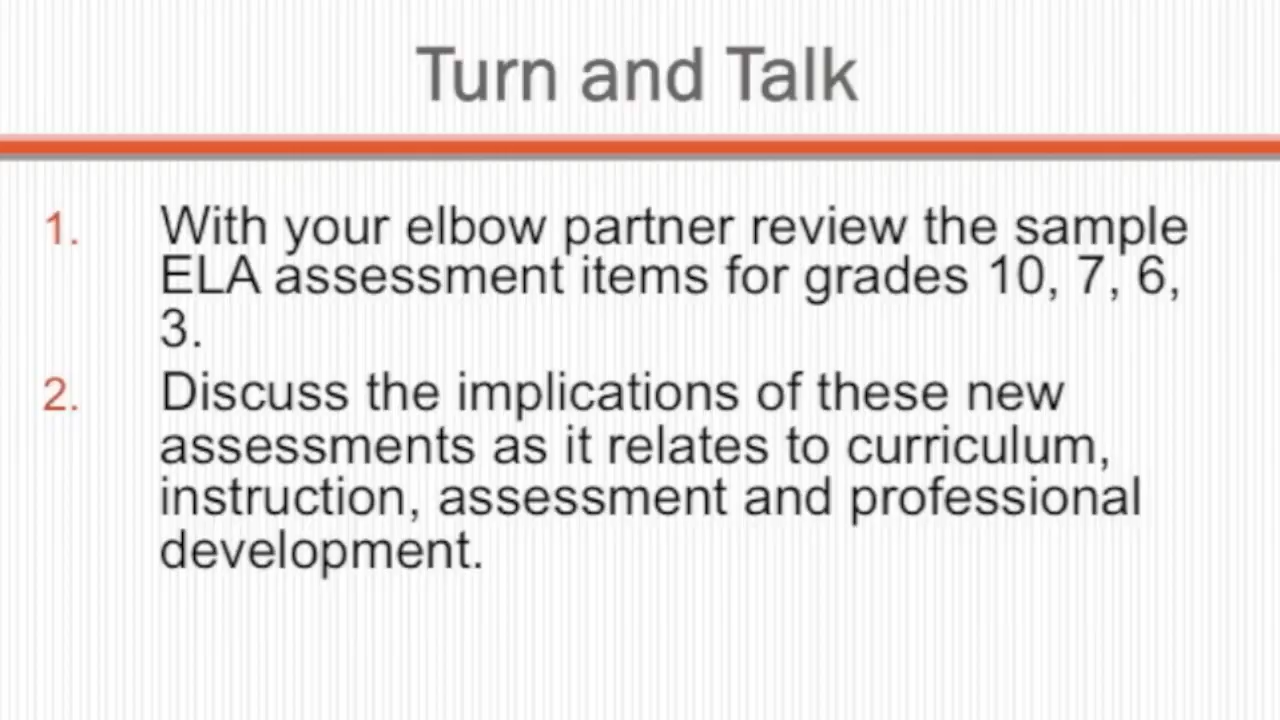 Turn and Talk
1. With your elbow partner review the sample
ELA assessment items for grades 10, 7, 6,
3.
2. Discuss the implications of these new
assessments as it relates to curriculum,
instruction, assessment and professional
development.